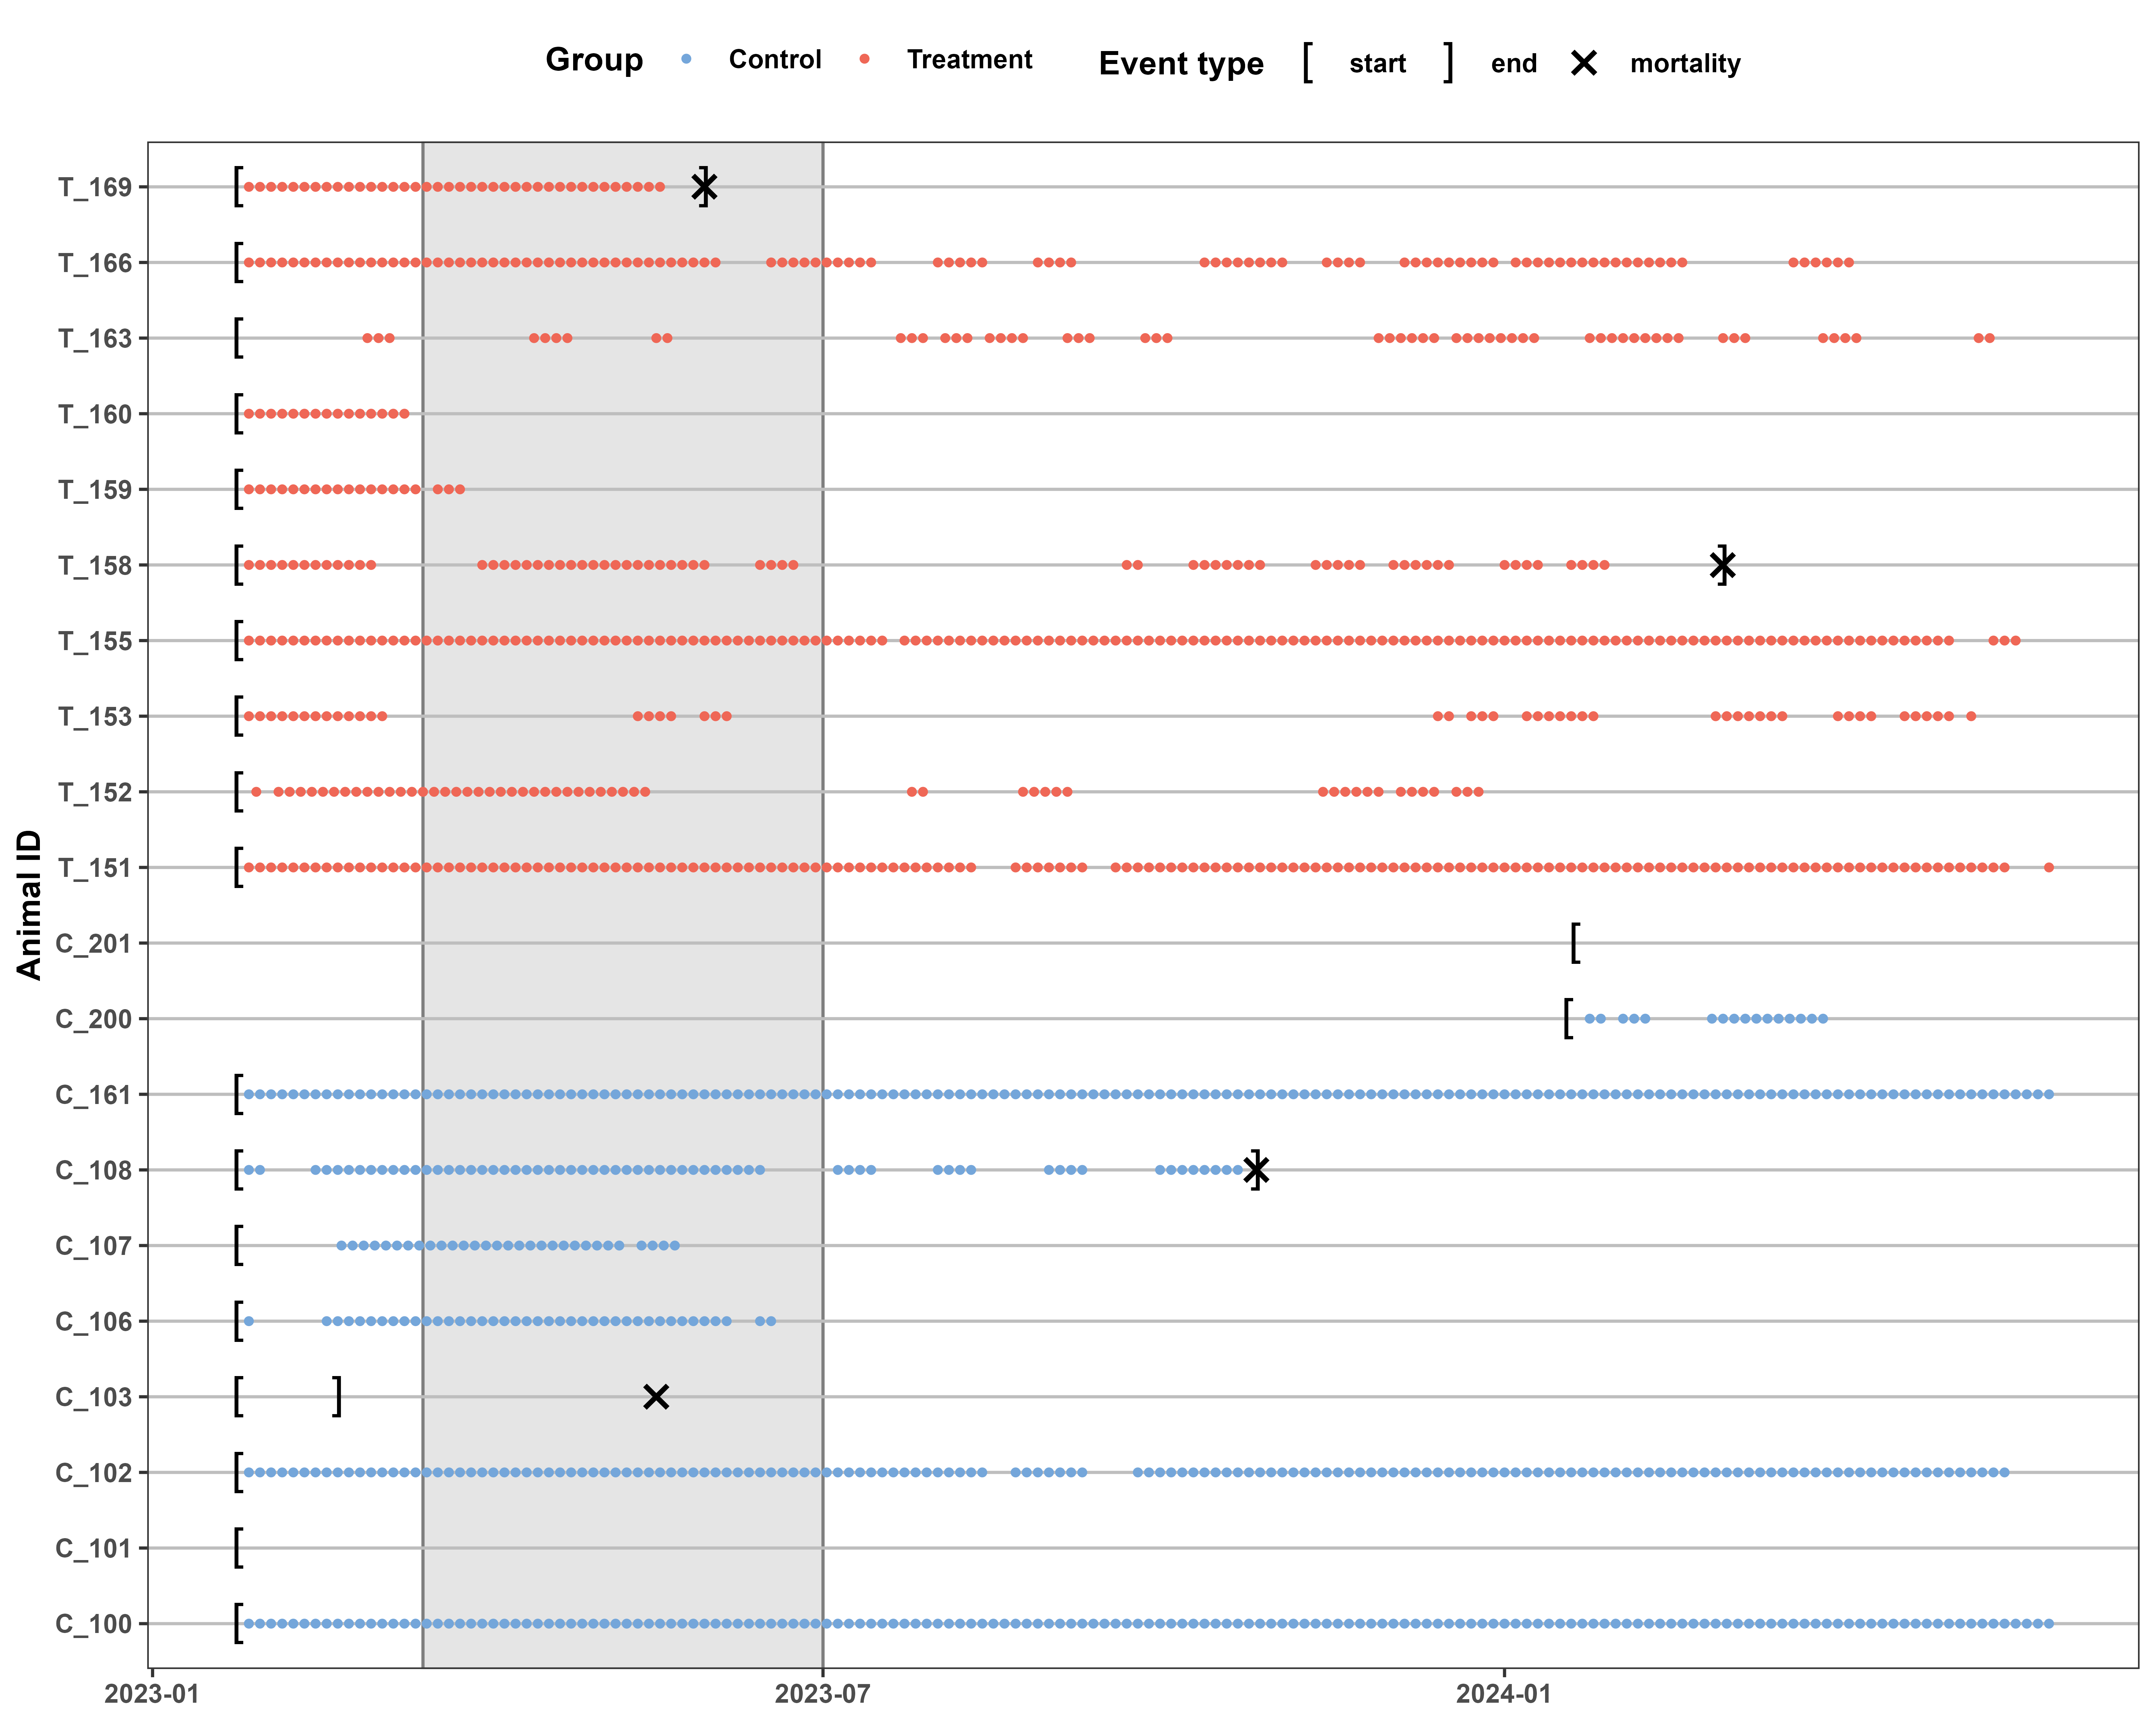 Group Control Treatment Event type start end mortality
T_169
T_166
T_163
T_160
T_159
T_158
T_155
T_153
T_152
T_151
C_201
C_200
C_161
C_108
C_107
C_106
C_103
C_102
C_101
C_100
Animal ID
2023-01 2023-07 2024-01